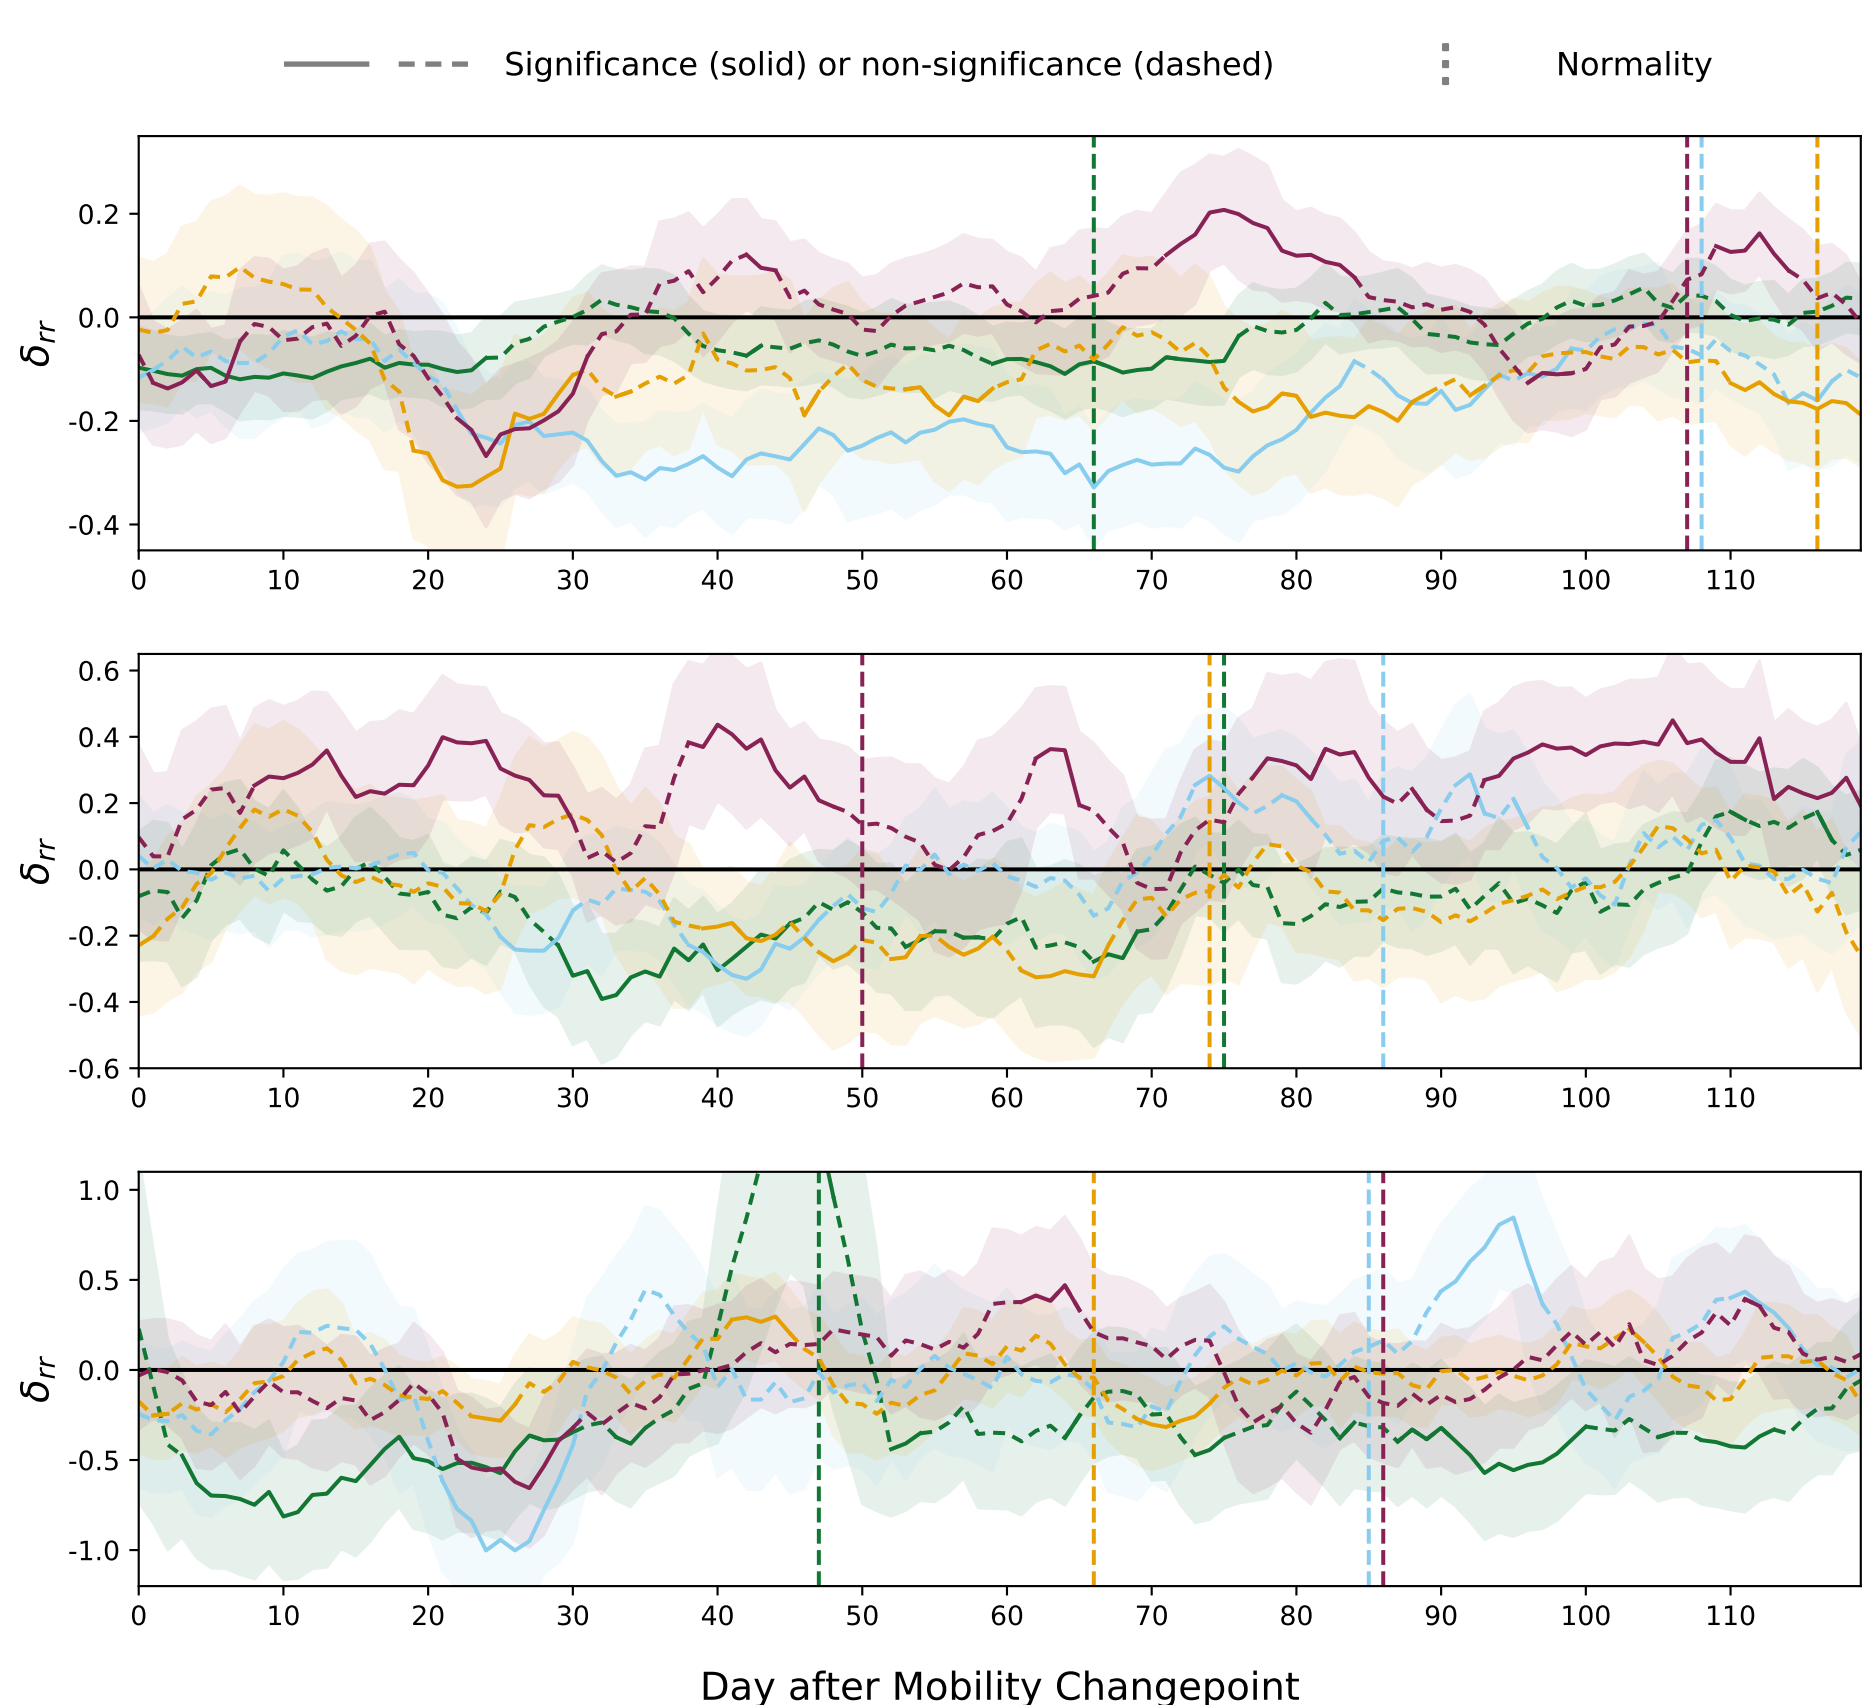 Significance (solid) or non-significance (dashed) Normality
0.2
0.0
-0.2
-0.4
δrr
0 10 20 30 40 50 60 70 80 90 100 110
0.6
0.4
0.2
0.0
-0.2
-0.4
-0.6
δrr
0 10 20 30 40 50 60 70 80 90 100 110
1.0
0.5
0.0
-0.5
-1.0
δrr
0 10 20 30 40 50 60 70 80 90 100 110
Day after Mobility Changepoint